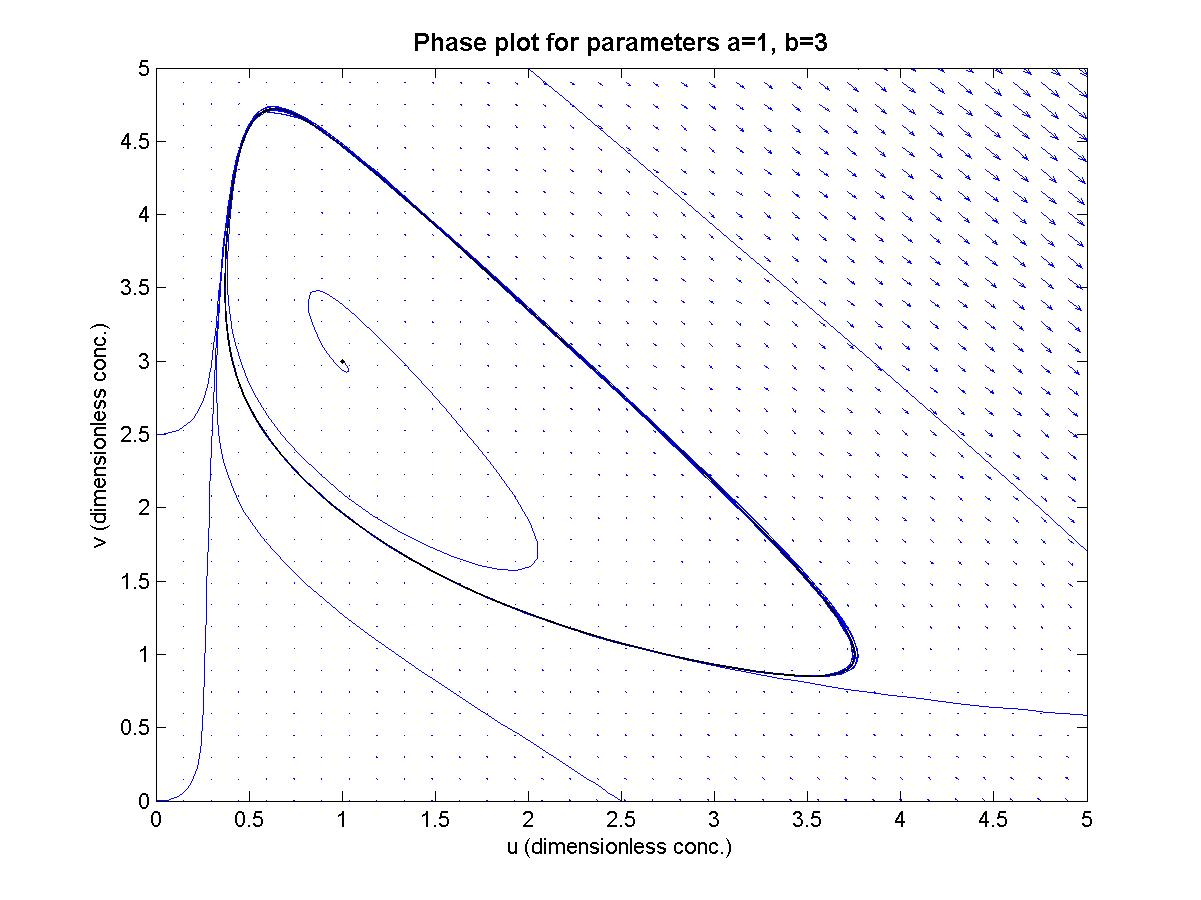 Phase plot for parameters a=1, b=3
5
4.5
4
3.5
3
2.5
2
1.5
1
0.5
0
v (dimensionless conc.)
0 0.5 1 1.5 2 2.5 3 3.5 4 4.5 5
u (dimensionless conc.)